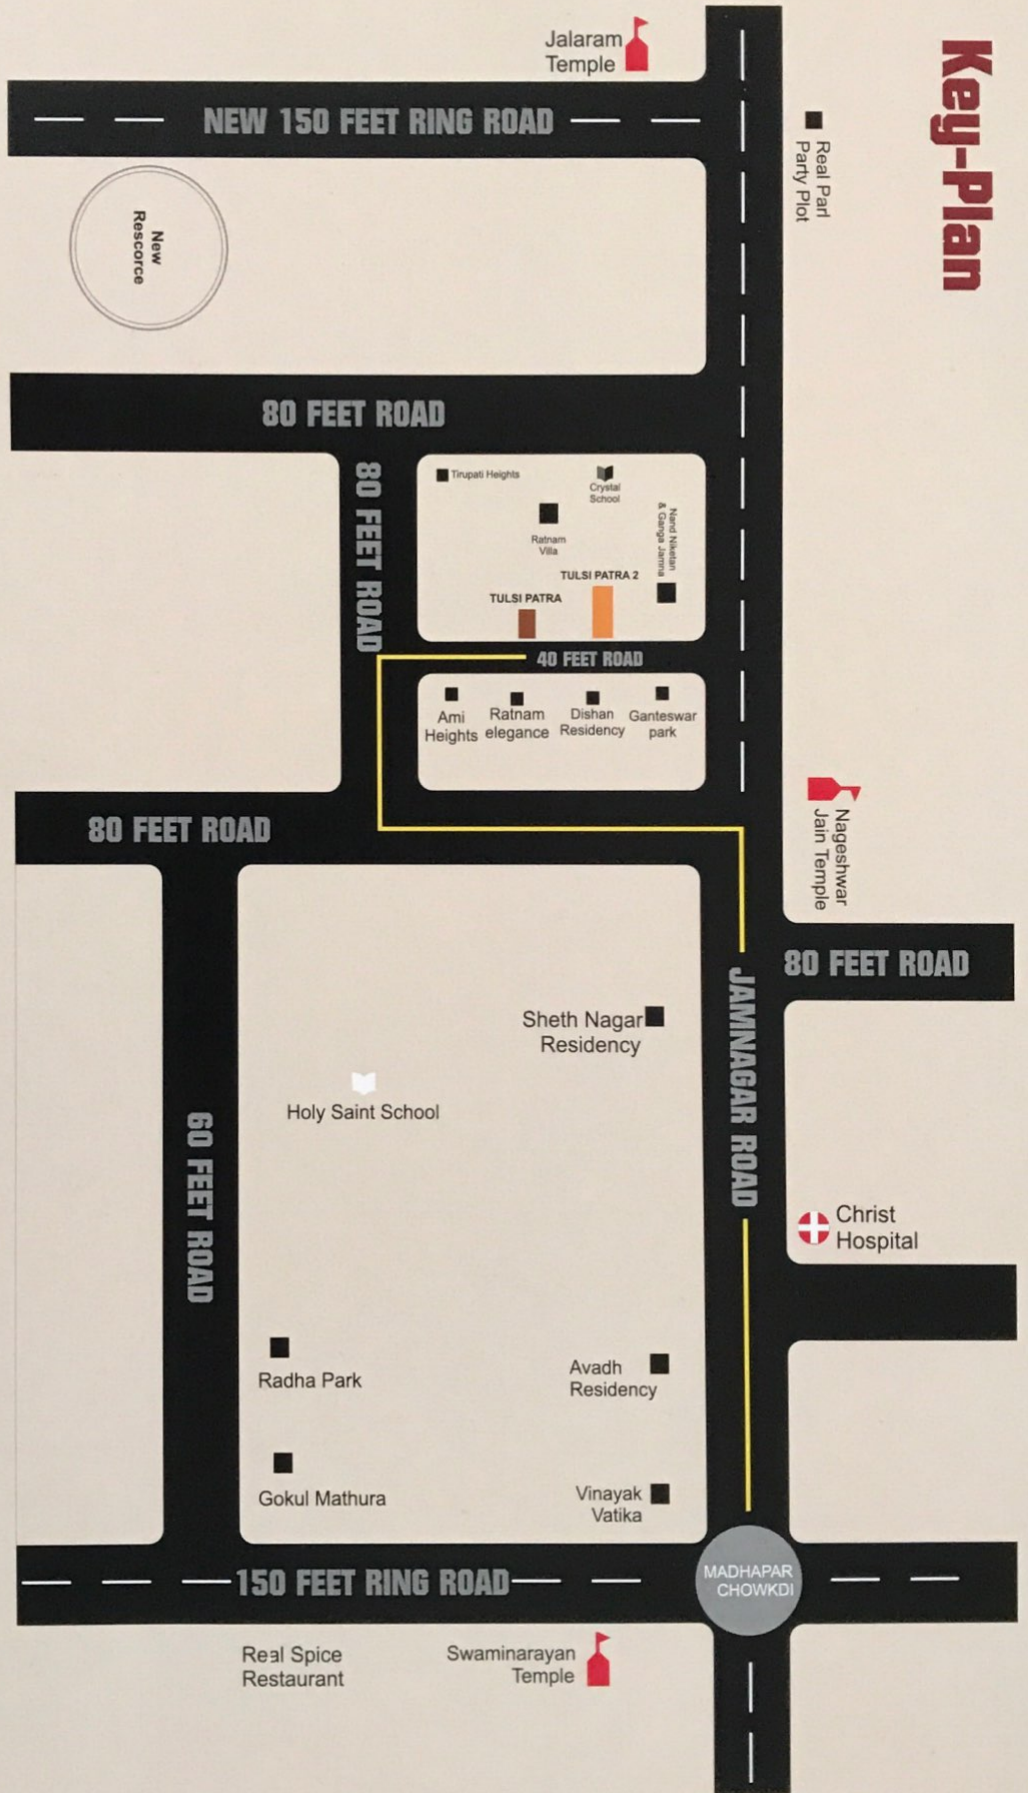 Key-Plan
Jalaram
Temple
NEW 150 FEET RING ROAD
Real Parl
Party Plot
New
Rescorce
80 FEET ROAD
80 FEET ROAD
Tirupati Heights
Crystal
School
Ratnam
Villa
Nand Niketan
& Ganga Jamna
TULSI PATRA 2
TULSI PATRA
40 FEET ROAD
Ami
Heights
Ratnam
elegance
Dishan
Residency
Ganteswar
park
80 FEET ROAD
Nageshwar
Jain Temple
80 FEET ROAD
JAMNAGAR ROAD
Sheth Nagar
Residency
Holy Saint School
60 FEET ROAD
Christ
Hospital
Radha Park
Avadh
Residency
Gokul Mathura
Vinayak
Vatika
150 FEET RING ROAD
MADHAPAR
CHOWKDI
Real Spice
Restaurant
Swaminarayan
Temple